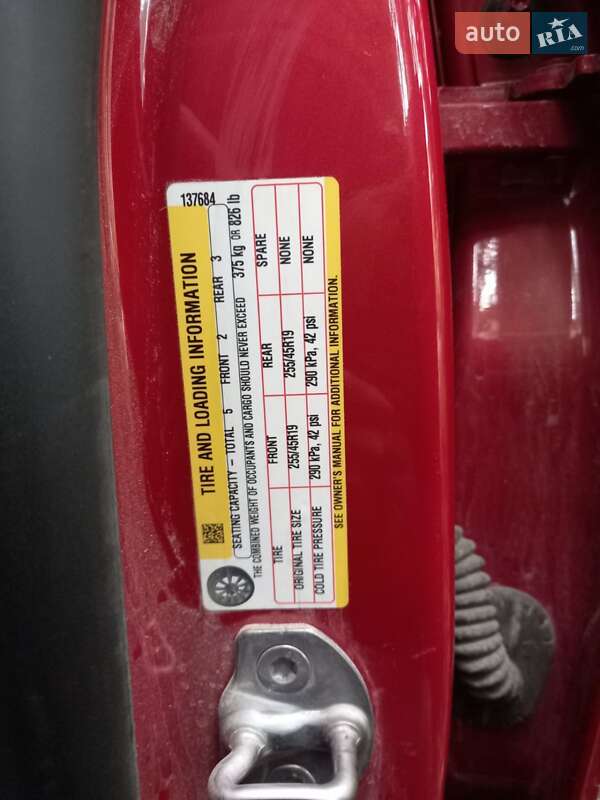 auto RIA.com
137684
TIRE AND LOADING INFORMATION
SEATING CAPACITY – TOTAL 5 FRONT 2 REAR 3
THE COMBINED WEIGHT OF OCCUPANTS AND CARGO SHOULD NEVER EXCEED 375 kg OR 826 lb
TIRE FRONT REAR SPARE
ORIGINAL TIRE SIZE 255/45R19 255/45R19 NONE
COLD TIRE PRESSURE 290 kPa, 42 psi 290 kPa, 42 psi NONE
SEE OWNER'S MANUAL FOR ADDITIONAL INFORMATION.